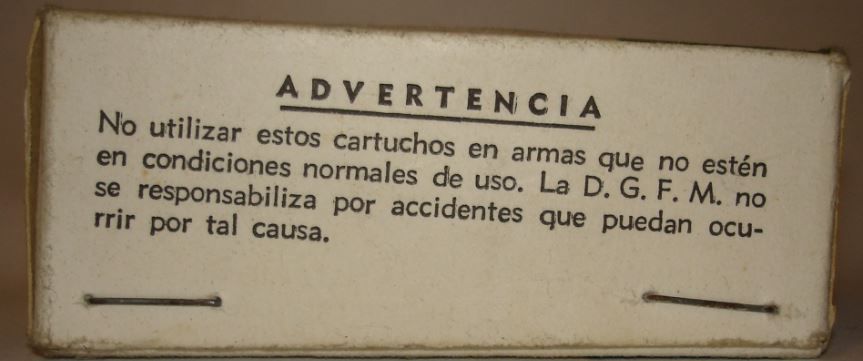 ADVERTENCIA
No utilizar estos cartuchos en armas que no estén
en condiciones normales de uso. La D. G. F. M. no
se responsabiliza por accidentes que puedan ocu-
rrir por tal causa.